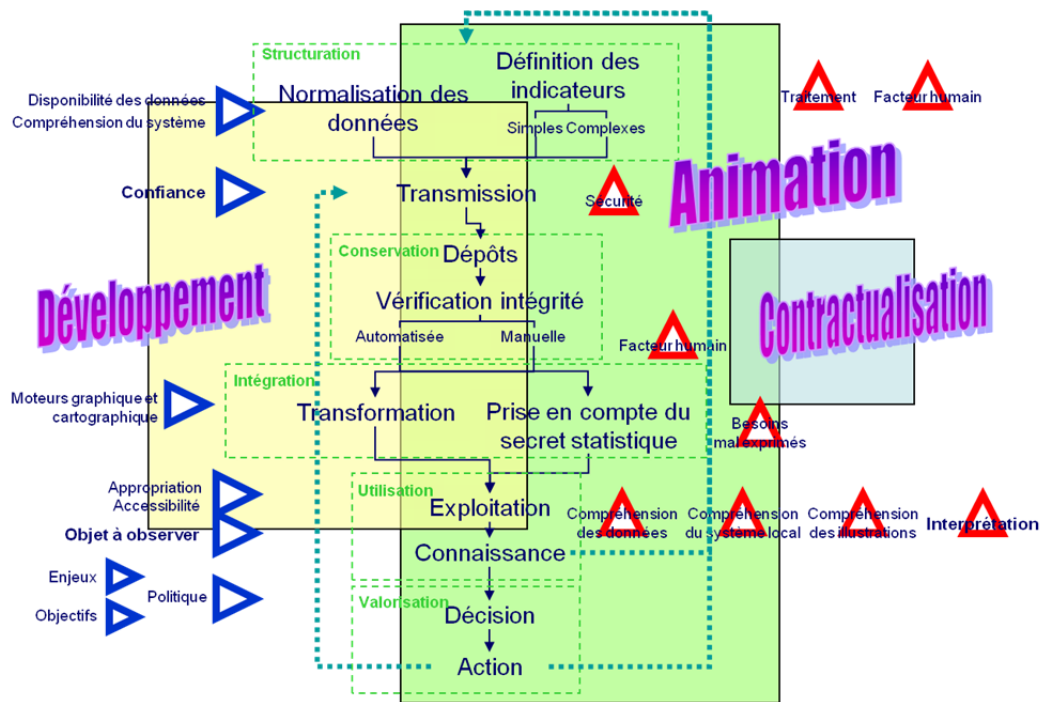 Structuration
Définition des
indicateurs
Normalisation des
données
Simples Complexes
Disponibilité des données
Compréhension du système
Traitement
Facteur humain
Animation
Confiance
Transmission
Sécurité
Conservation
Dépôts
Vérification intégrité
Automatisée
Manuelle
Facteur humain
Développement
Contractualisation
Intégration
Moteurs graphique et
cartographique
Transformation
Prise en compte du
secret statistique
Besoins
mal exprimés
Utilisation
Appropriation
Accessibilité
Exploitation
Compréhension
des données
Compréhension
du système local
Compréhension
des illustrations
Interprétation
Objet à observer
Connaissance
Enjeux
Politique
Objectifs
Valorisation
Décision
Action